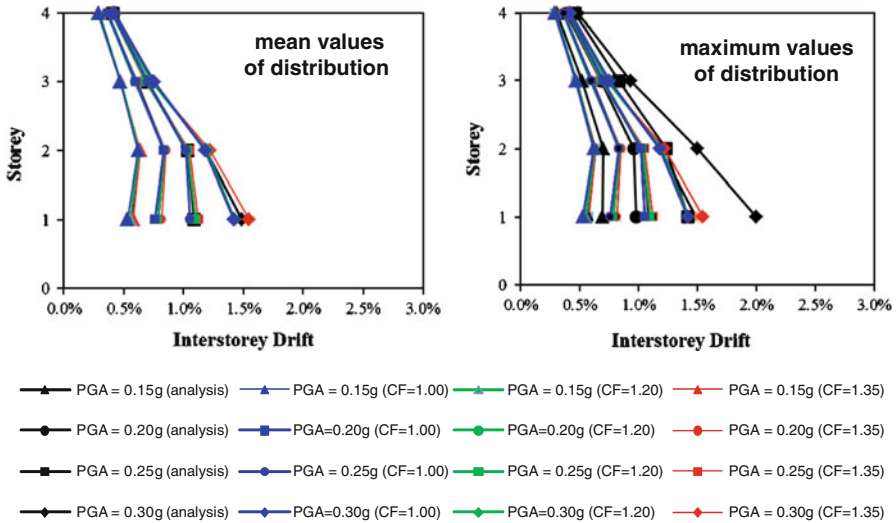 mean values
of distribution
Storey
4
3
2
1
0
0.0% 0.5% 1.0% 1.5% 2.0% 2.5% 3.0%
Interstorey Drift
maximum values
of distribution
Storey
4
3
2
1
0
0.0% 0.5% 1.0% 1.5% 2.0% 2.5% 3.0%
Interstorey Drift
PGA = 0.15g (analysis) PGA = 0.15g (CF=1.00) PGA = 0.15g (CF=1.20) PGA = 0.15g (CF=1.35)
PGA = 0.20g (analysis) PGA=0.20g (CF=1.00) PGA=0.20g (CF=1.20) PGA = 0.20g (CF=1.35)
PGA = 0.25g (analysis) PGA = 0.25g (CF=1.00) PGA = 0.25g (CF=1.20) PGA = 0.25g (CF=1.35)
PGA = 0.30g (analysis) PGA=0.30g (CF=1.00) PGA=0.30g (CF=1.20) PGA = 0.30g (CF=1.35)